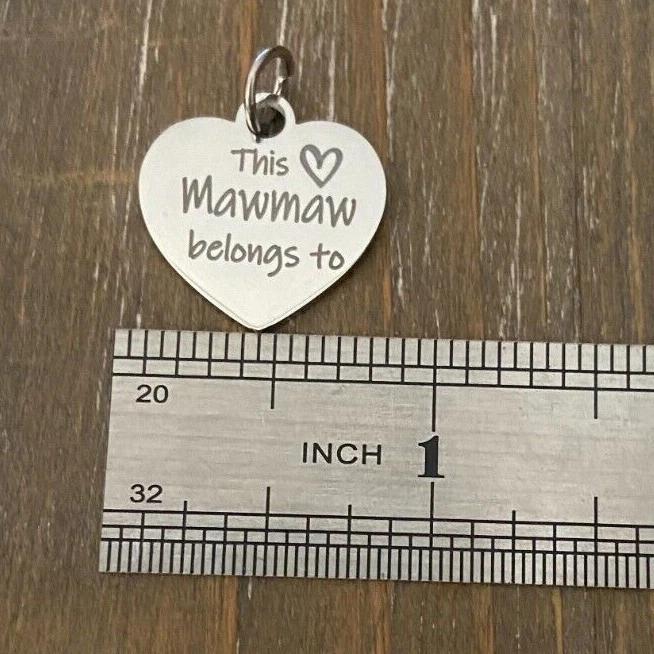 This
Mawmaw
belongs to
20
INCH 1
32